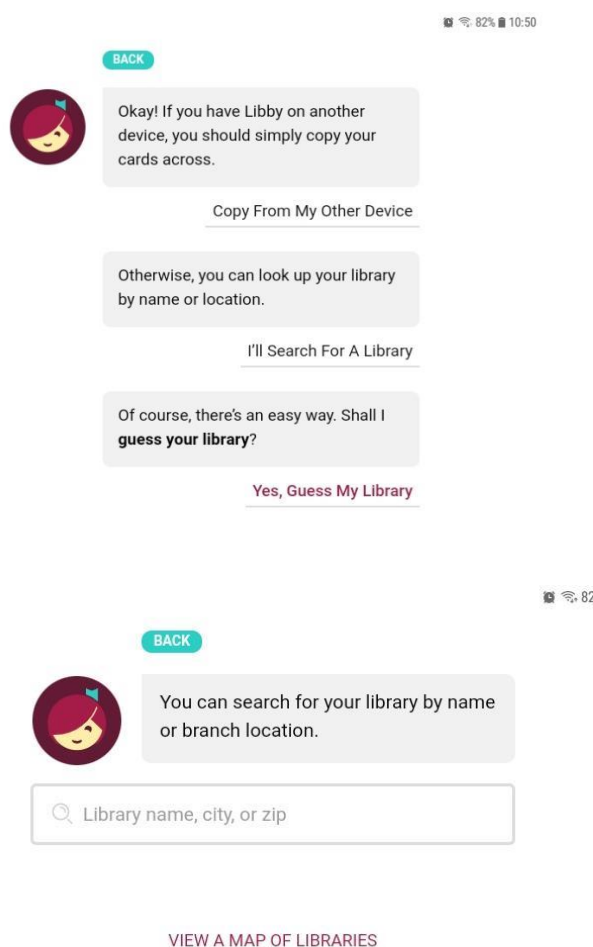 82% 10:50
BACK
Okay! If you have Libby on another
device, you should simply copy your
cards across.
Copy From My Other Device
Otherwise, you can look up your library
by name or location.
I'll Search For A Library
Of course, there's an easy way. Shall I
guess your library?
Yes, Guess My Library
82
BACK
You can search for your library by name
or branch location.
Library name, city, or zip
VIEW A MAP OF LIBRARIES